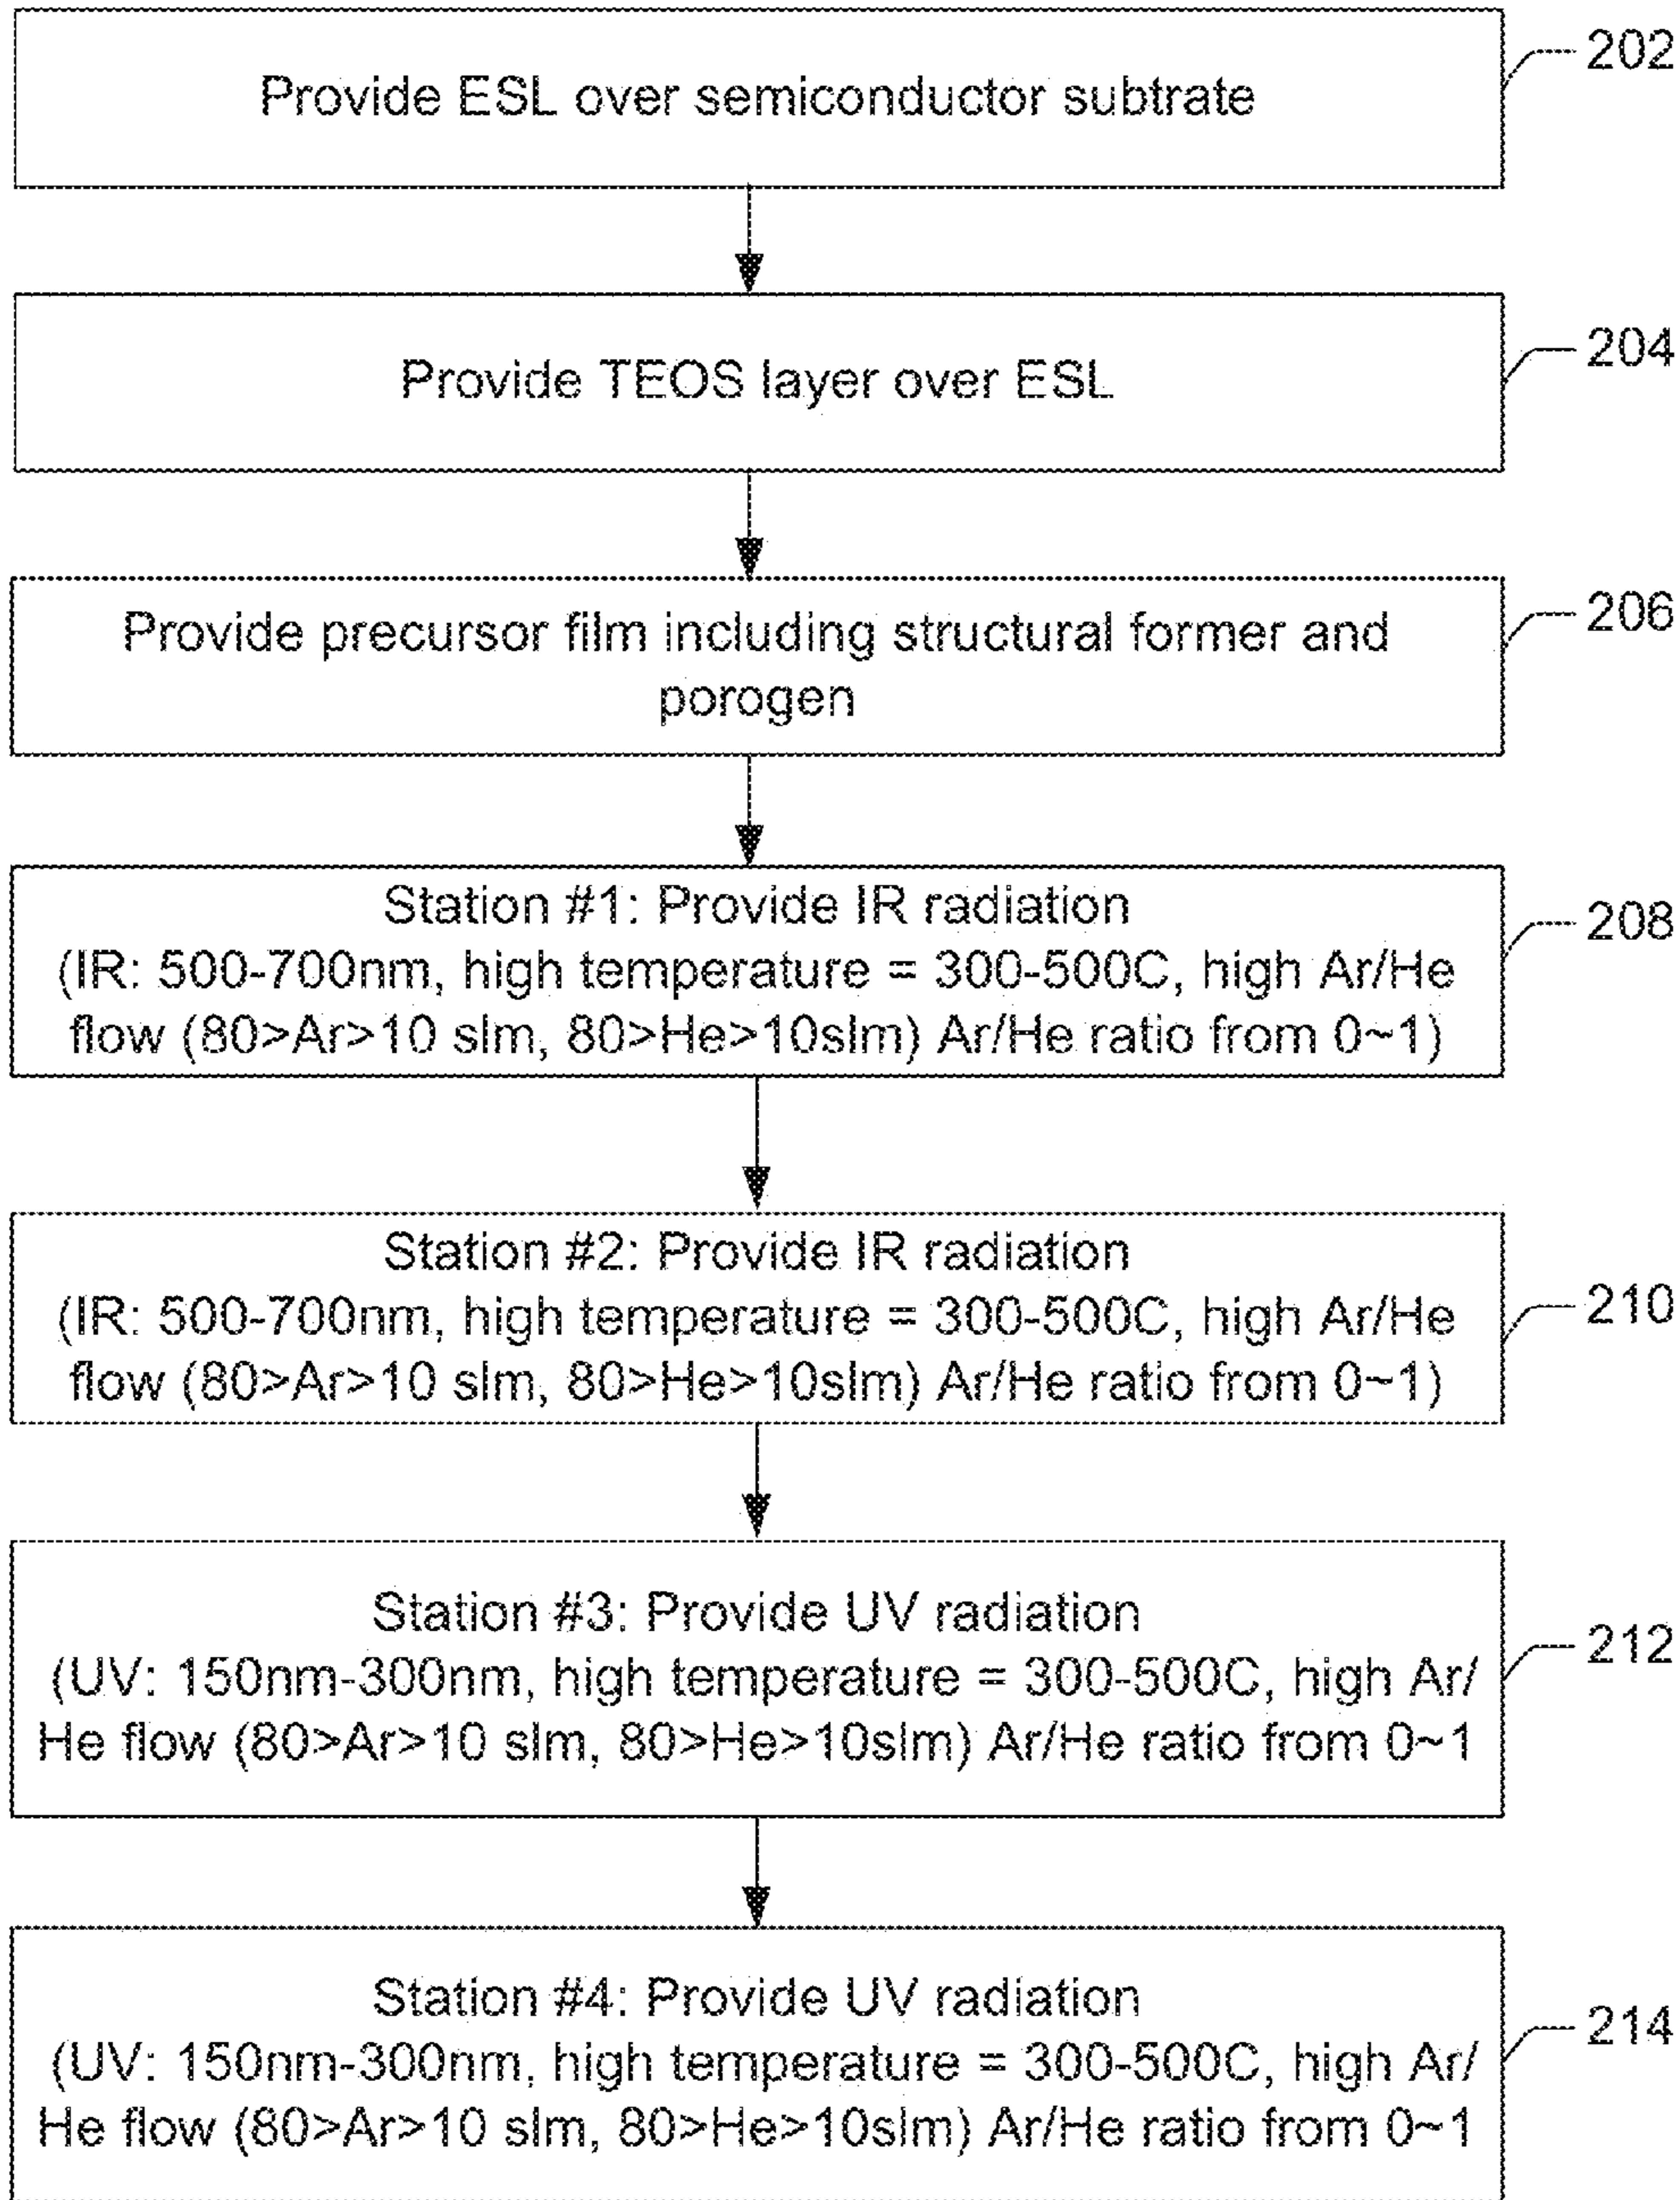 Provide ESL over semiconductor subtrate
202
Provide TEOS layer over ESL
204
Provide precursor film including structural former and
porogen
206
Station #1: Provide IR radiation
(IR: 500-700nm, high temperature = 300-500C, high Ar/He
flow (80>Ar>10 slm, 80>He>10slm) Ar/He ratio from 0~1)
208
Station #2: Provide IR radiation
(IR: 500-700nm, high temperature = 300-500C, high Ar/He
flow (80>Ar>10 slm, 80>He>10slm) Ar/He ratio from 0~1)
210
Station #3: Provide UV radiation
(UV: 150nm-300nm, high temperature = 300-500C, high Ar/
He flow (80>Ar>10 slm, 80>He>10slm) Ar/He ratio from 0~1
212
Station #4: Provide UV radiation
(UV: 150nm-300nm, high temperature = 300-500C, high Ar/
He flow (80>Ar>10 slm, 80>He>10slm) Ar/He ratio from 0~1
214